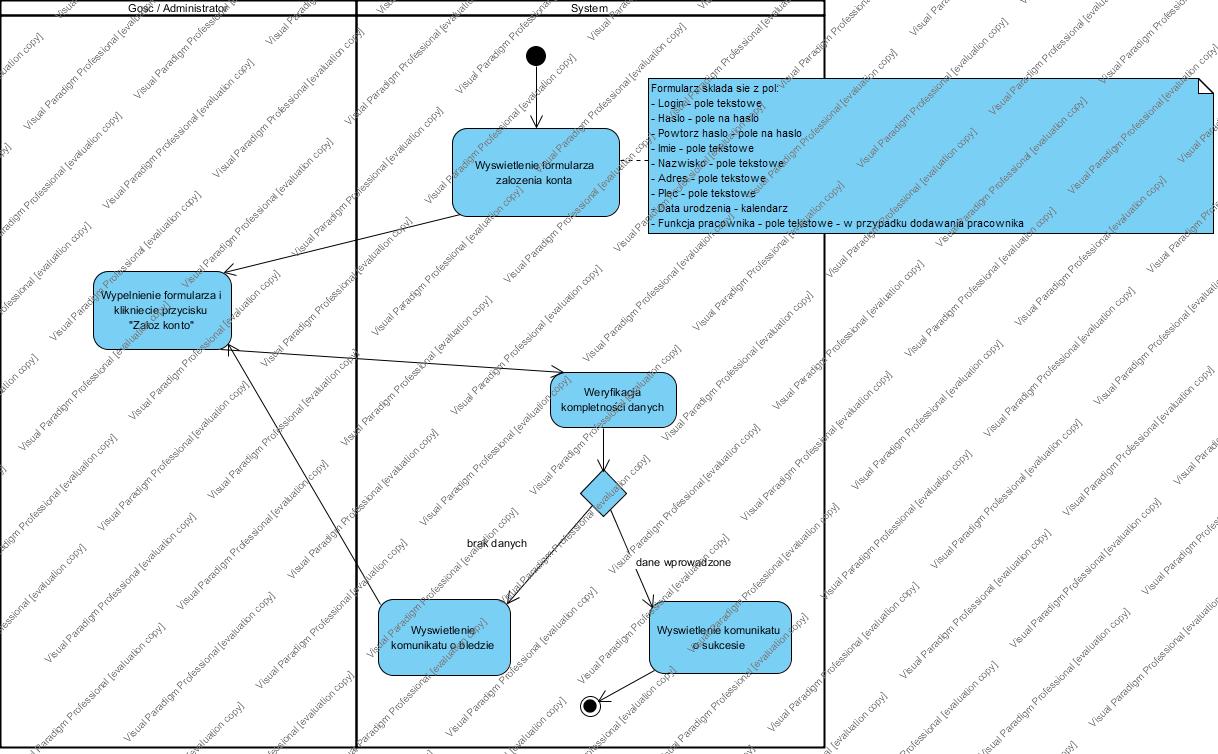 Gość / Administrator
System
Formularz sklada sie z pol:
- Login - pole tekstowe
- Haslo - pole na haslo
- Powtorz haslo - pole na haslo
- Imie - pole tekstowe
- Nazwisko - pole tekstowe
- Adres - pole tekstowe
- Plec - pole tekstowe
- Data urodzenia - kalendarz
- Funkcja pracownika - pole tekstowe - w przypadku dodawania pracownika
Wyswietlenie formularza
zalozenia konta
Wypelnienie formularza i
klikniecie przycisku
"Zaloz konto"
Weryfikacja
kompletności danych
brak danych
dane wprowadzone
Wyswietlenie
komunikatu o bledzie
Wyswietlenie komunikatu
o sukcesie
Visual Paradigm Professional [evaluation copy]